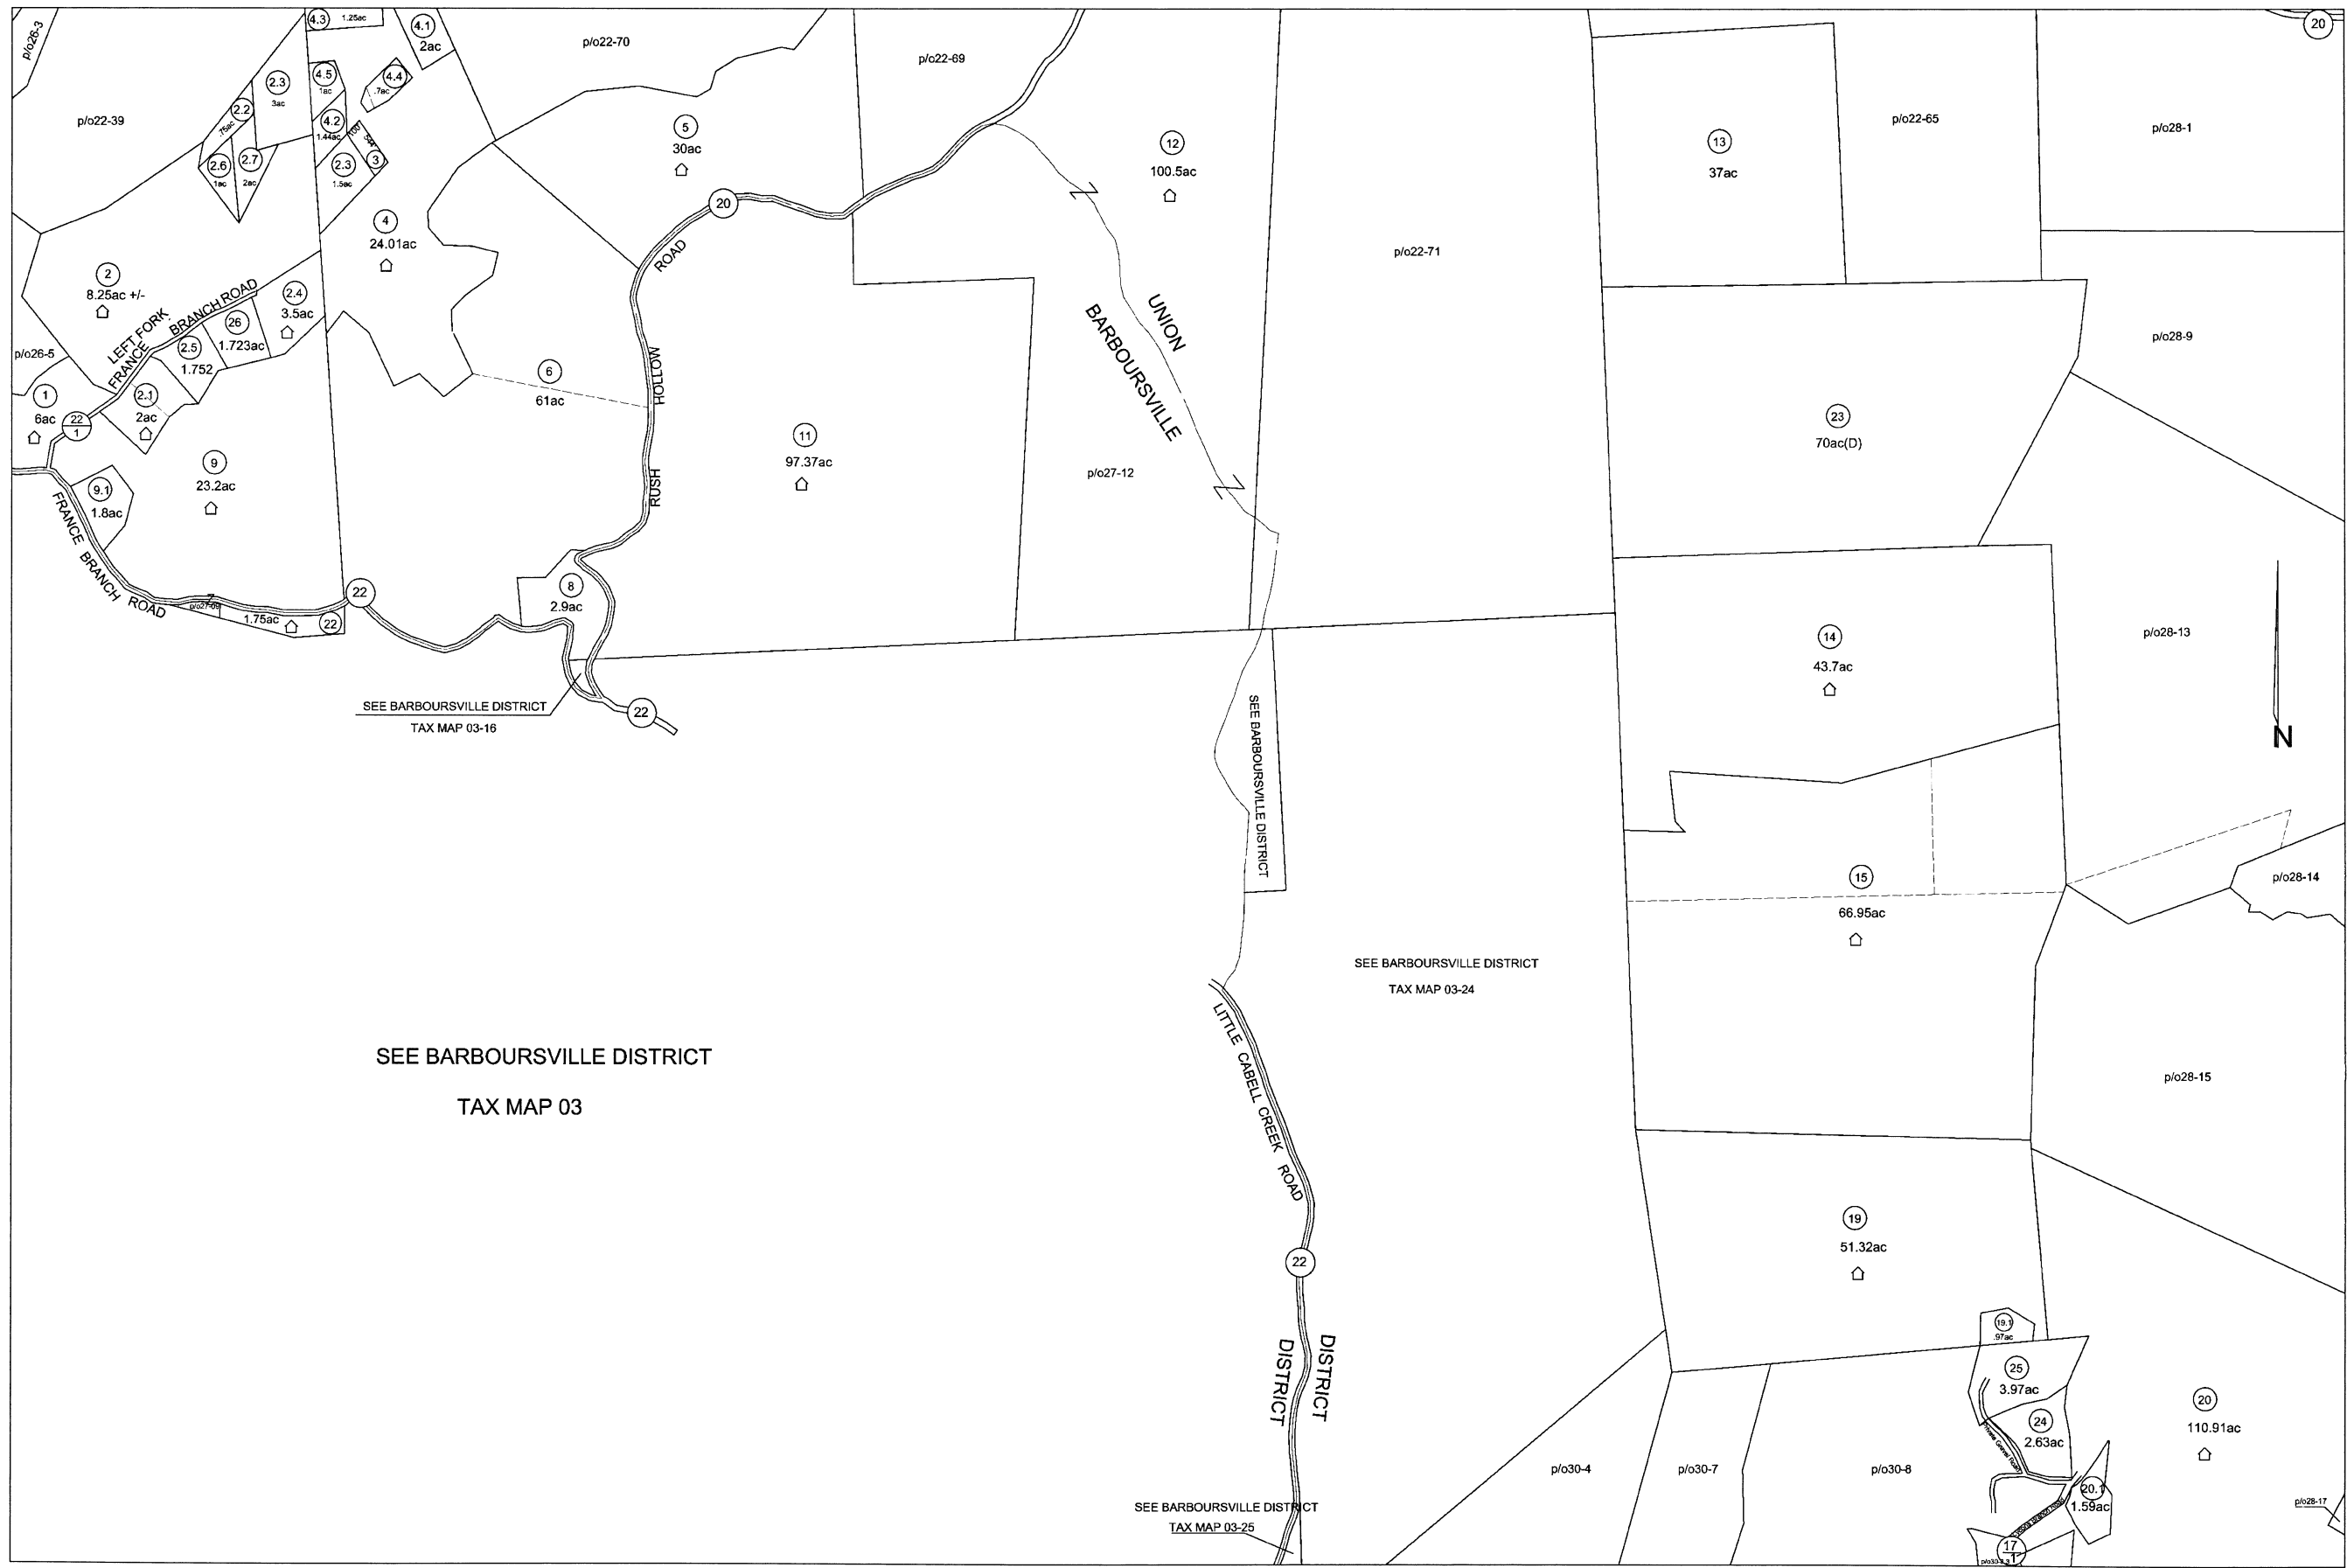 p/o26-3
4.3
1.25ac
4.1
2ac
p/o22-70
p/o22-69
20
p/o22-39
2.3
3ac
4.5
1ac
4.4
.7ac
2.2
.75ac
4.2
1.44ac
100'
544'
3
2.6
1ac
2.7
2ac
2.3
1.5ac
5
30ac
12
100.5ac
13
37ac
p/o22-65
p/o28-1
4
24.01ac
20
ROAD
p/o22-71
2
8.25ac +/-
LEFT FORK
FRANCE BRANCH ROAD
2.4
3.5ac
26
1.723ac
2.5
1.752
UNION
BARBOURSVILLE
p/o28-9
p/o26-5
1
6ac
22
1
2.1
2ac
6
61ac
HOLLOW
RUSH
11
97.37ac
p/o27-12
23
70ac(D)
9
23.2ac
9.1
1.8ac
FRANCE BRANCH ROAD
p/o27-09
1.75ac
22
22
8
2.9ac
14
43.7ac
p/o28-13
SEE BARBOURSVILLE DISTRICT
TAX MAP 03-16
22
SEE BARBOURSVILLE DISTRICT
N
15
66.95ac
p/o28-14
SEE BARBOURSVILLE DISTRICT
TAX MAP 03-24
SEE BARBOURSVILLE DISTRICT
TAX MAP 03
LITTLE CABELL CREEK ROAD
p/o28-15
19
51.32ac
22
DISTRICT
DISTRICT
19.1
.97ac
25
3.97ac
24
2.63ac
Private Gravel Road
20
110.91ac
p/o30-4
p/o30-7
p/o30-8
20.1
1.59ac
p/o28-17
SEE BARBOURSVILLE DISTRICT
TAX MAP 03-25
17
1